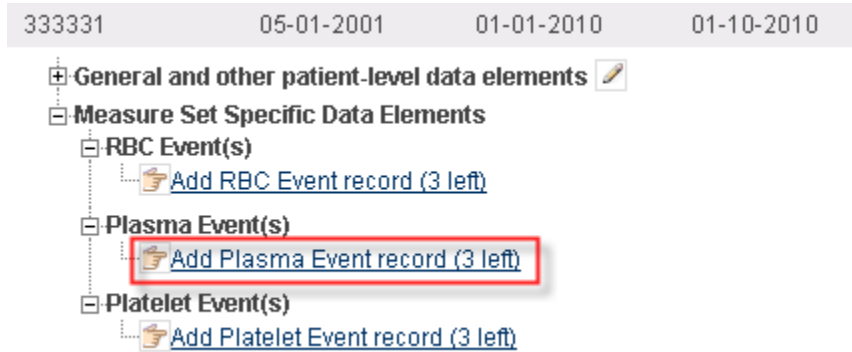 333331 05-01-2001 01-01-2010 01-10-2010
General and other patient-level data elements
Measure Set Specific Data Elements
RBC Event(s)
Add RBC Event record (3 left)
Plasma Event(s)
Add Plasma Event record (3 left)
Platelet Event(s)
Add Platelet Event record (3 left)